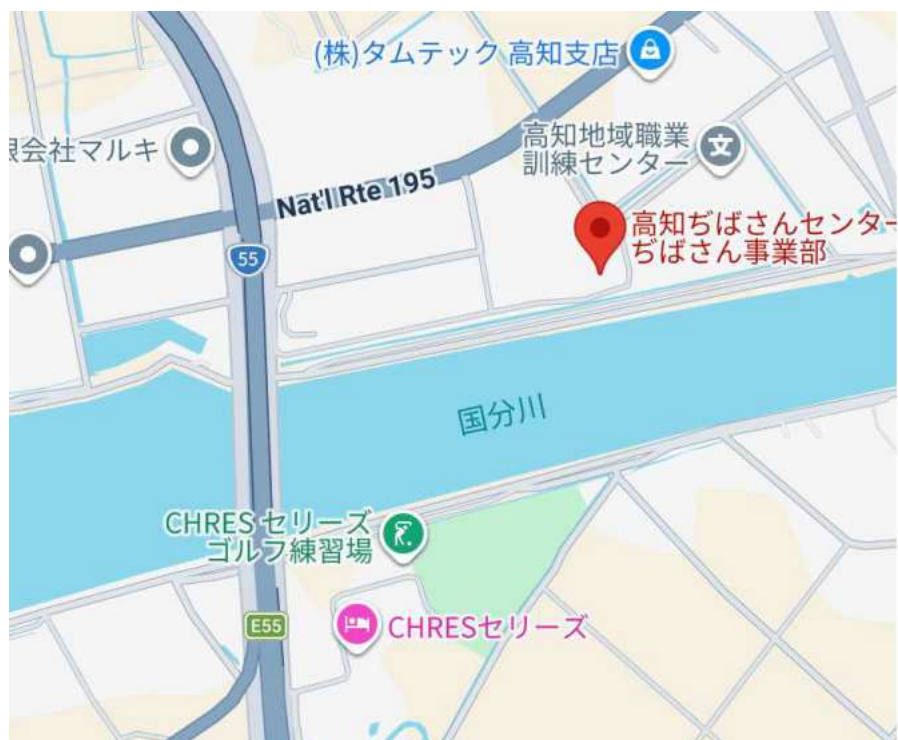 (株)タムテック 高知支店
高知地域職業
訓練センター
限会社マルキ
Nat'l Rte 195
高知ぢばさんセンター
ぢばさん事業部
55
国分川
CHRES セリーズ
ゴルフ練習場
E55
CHRESセリーズ